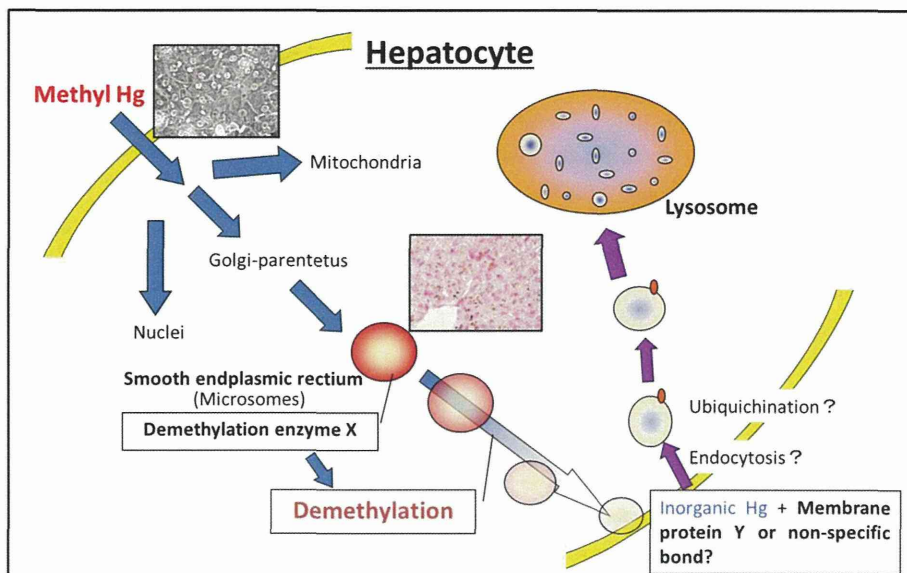 Hepatocyte
Methyl Hg
Mitochondria
Golgi-parentetus
Nuclei
Lysosome
Smooth endplasmic rectium
(Microsomes)
Demethylation enzyme X
Demethylation
Ubiquichination？
Endocytosis？
Inorganic Hg + Membrane
protein Y or non-specific
bond?